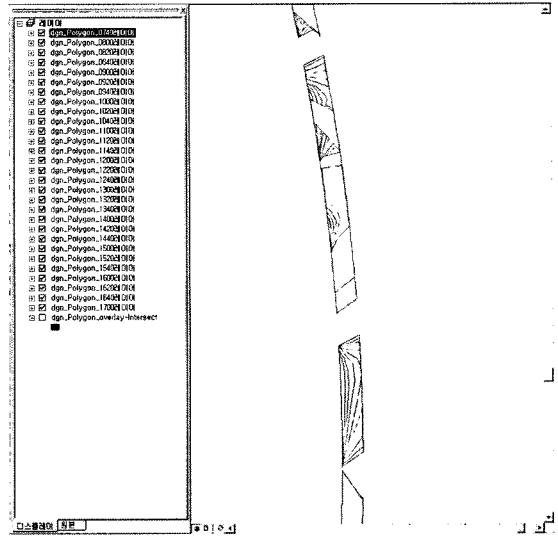 레이어
dgn_Polygon_0740레이어
dgn_Polygon_0800레이어
dgn_Polygon_0820레이어
dgn_Polygon_0840레이어
dgn_Polygon_0900레이어
dgn_Polygon_0920레이어
dgn_Polygon_0940레이어
dgn_Polygon_1000레이어
dgn_Polygon_1020레이어
dgn_Polygon_1040레이어
dgn_Polygon_1100레이어
dgn_Polygon_1120레이어
dgn_Polygon_1140레이어
dgn_Polygon_1200레이어
dgn_Polygon_1220레이어
dgn_Polygon_1240레이어
dgn_Polygon_1300레이어
dgn_Polygon_1320레이어
dgn_Polygon_1340레이어
dgn_Polygon_1400레이어
dgn_Polygon_1420레이어
dgn_Polygon_1440레이어
dgn_Polygon_1500레이어
dgn_Polygon_1520레이어
dgn_Polygon_1540레이어
dgn_Polygon_1600레이어
dgn_Polygon_1620레이어
dgn_Polygon_1640레이어
dgn_Polygon_1700레이어
dgn_Polygon_overlay-Intersect
디스플레이 원본